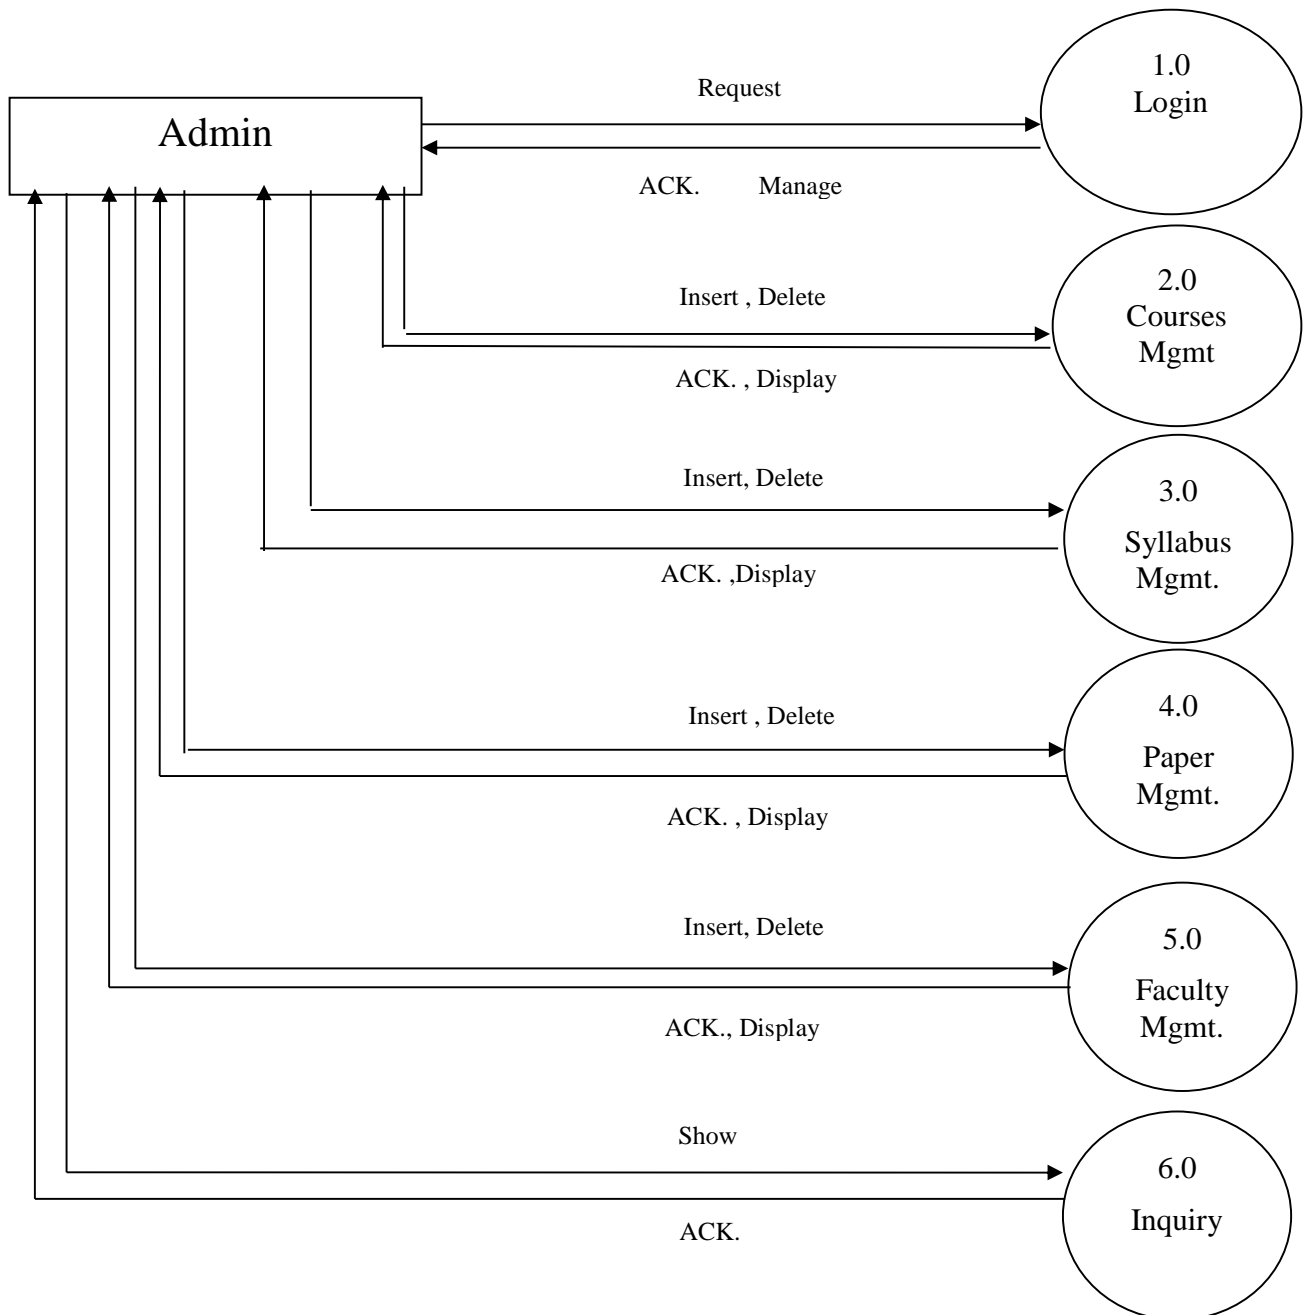 Admin
Request
ACK. Manage
1.0
Login
Insert , Delete
ACK. , Display
2.0
Courses
Mgmt
Insert, Delete
ACK. ,Display
3.0
Syllabus
Mgmt.
Insert , Delete
ACK. , Display
4.0
Paper
Mgmt.
Insert, Delete
ACK., Display
5.0
Faculty
Mgmt.
Show
ACK.
6.0
Inquiry